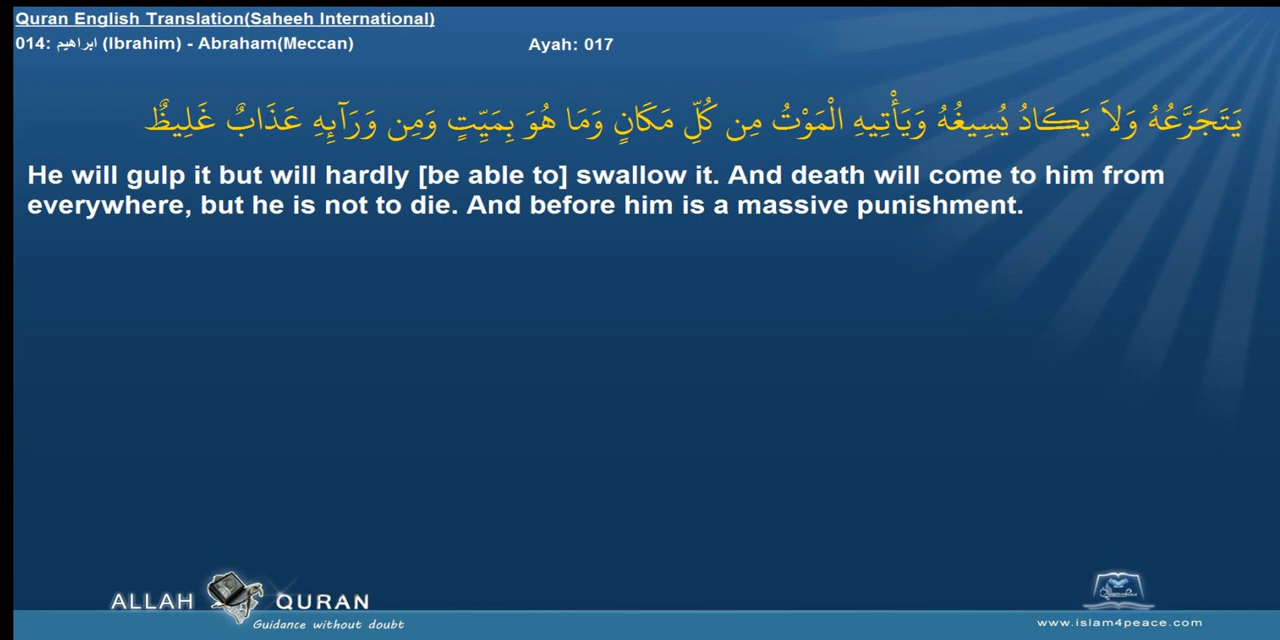 Quran English Translation(Saheeh International)
014: ابراهيم (Ibrahim) - Abraham(Meccan) Ayah: 017
يَتَجَرَّعُهُ وَلاَ يَكَادُ يُسِيغُهُ وَيَأْتِيهِ الْمَوْتُ مِن كُلِّ مَكَانٍ وَمَا هُوَ بِمَيِّتٍ وَمِن وَرَآئِهِ عَذَابٌ غَلِيظٌ
He will gulp it but will hardly [be able to] swallow it. And death will come to him from
everywhere, but he is not to die. And before him is a massive punishment.
ALLAH QURAN
Guidance without doubt
www.islam4peace.com